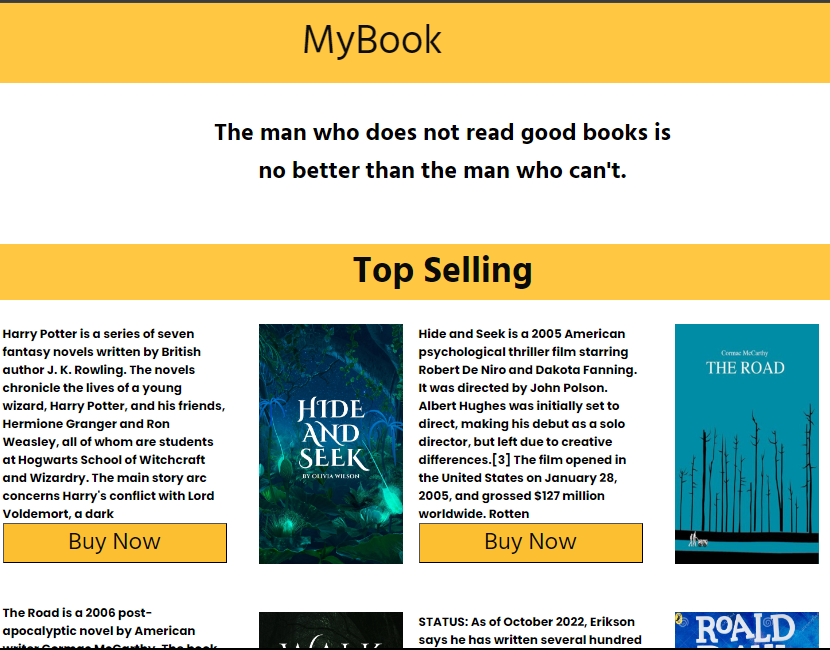 MyBook
The man who does not read good books is
no better than the man who can't.
Top Selling
Harry Potter is a series of seven
fantasy novels written by British
author J. K. Rowling. The novels
chronicle the lives of a young
wizard, Harry Potter, and his friends,
Hermione Granger and Ron
Weasley, all of whom are students
at Hogwarts School of Witchcraft
and Wizardry. The main story arc
concerns Harry's conflict with Lord
Voldemort, a dark
Buy Now
HIDE
AND
SEEK
BY OLIVIA WILSON
Hide and Seek is a 2005 American
psychological thriller film starring
Robert De Niro and Dakota Fanning.
It was directed by John Polson.
Albert Hughes was initially set to
direct, making his debut as a solo
director, but left due to creative
differences.[3] The film opened in
the United States on January 28,
2005, and grossed $127 million
worldwide. Rotten
Buy Now
Cormac McCarthy
THE ROAD
The Road is a 2006 post-
apocalyptic novel by American
writer Cormac McCarthy. The book
WALK
STATUS: As of October 2022, Erikson
says he has written several hundred
ROALD
DAHL